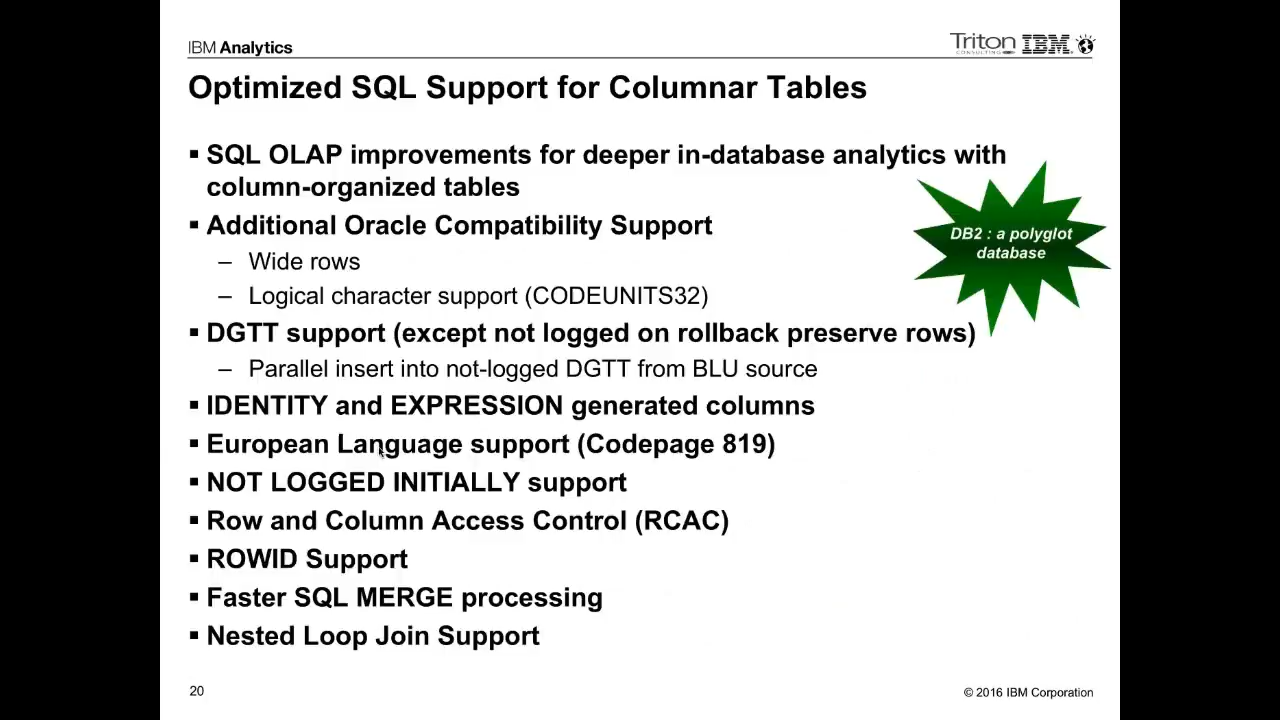 IBM Analytics
Triton
CONSULTING
IBM
Optimized SQL Support for Columnar Tables
▪ SQL OLAP improvements for deeper in-database analytics with
column-organized tables
▪ Additional Oracle Compatibility Support
– Wide rows
– Logical character support (CODEUNITS32)
DB2 : a polyglot
database
▪ DGTT support (except not logged on rollback preserve rows)
– Parallel insert into not-logged DGTT from BLU source
▪ IDENTITY and EXPRESSION generated columns
▪ European Language support (Codepage 819)
▪ NOT LOGGED INITIALLY support
▪ Row and Column Access Control (RCAC)
▪ ROWID Support
▪ Faster SQL MERGE processing
▪ Nested Loop Join Support
20
© 2016 IBM Corporation